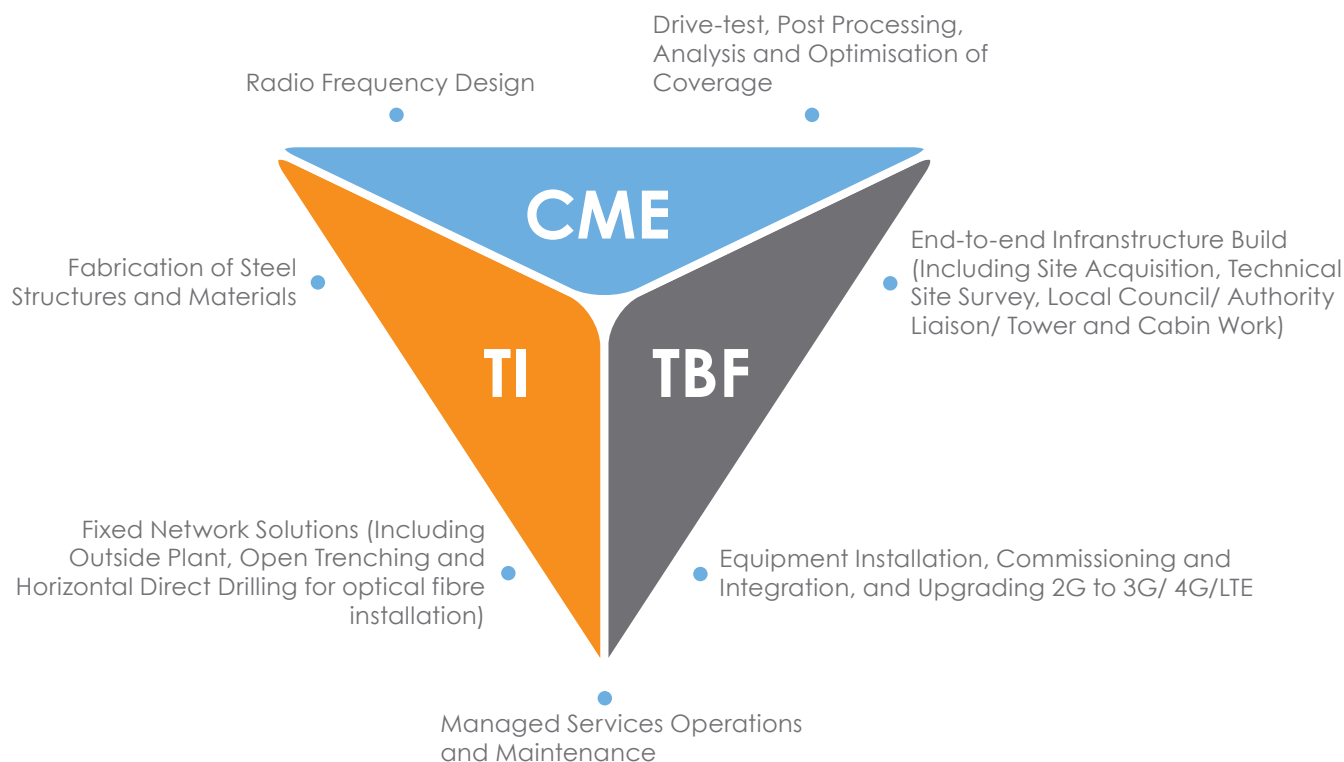 Drive-test, Post Processing,
Analysis and Optimisation of
Coverage
Radio Frequency Design
CME
End-to-end Infranstructure Build
(Including Site Acquisition, Technical
Site Survey, Local Council/ Authority
Liaison/ Tower and Cabin Work)
Fabrication of Steel
Structures and Materials
TI
TBF
Fixed Network Solutions (Including
Outside Plant, Open Trenching and
Horizontal Direct Drilling for optical fibre
installation)
Equipment Installation, Commissioning and
Integration, and Upgrading 2G to 3G/ 4G/LTE
Managed Services Operations
and Maintenance